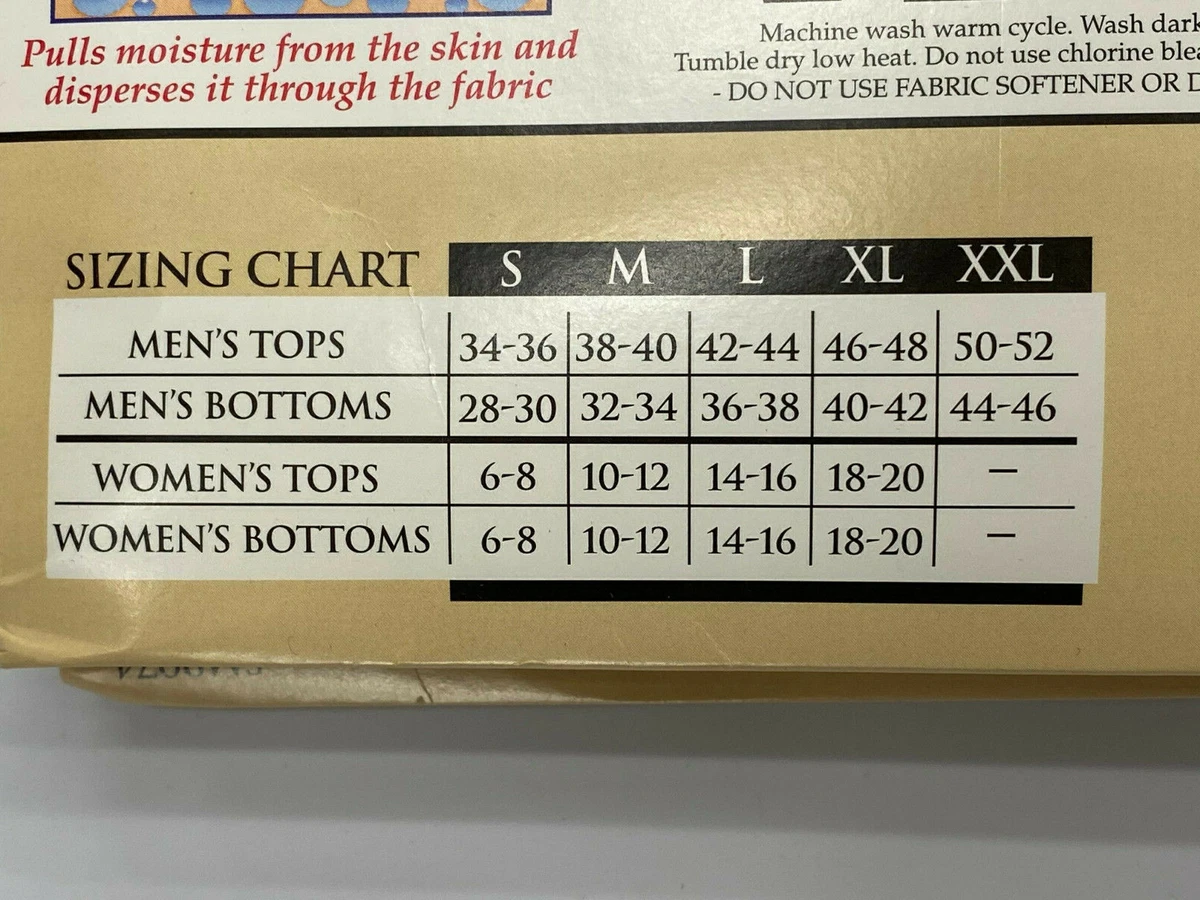 Pulls moisture from the skin and
disperses it through the fabric
Machine wash warm cycle. Wash dark
Tumble dry low heat. Do not use chlorine
- DO NOT USE FABRIC SOFTENER OR
SIZING CHART S M L XL XXL
MEN'S TOPS 34-36 38-40 42-44 46-48 50-52
MEN'S BOTTOMS 28-30 32-34 36-38 40-42 44-46
WOMEN'S TOPS 6-8 10-12 14-16 18-20 –
WOMEN'S BOTTOMS 6-8 10-12 14-16 18-20 –